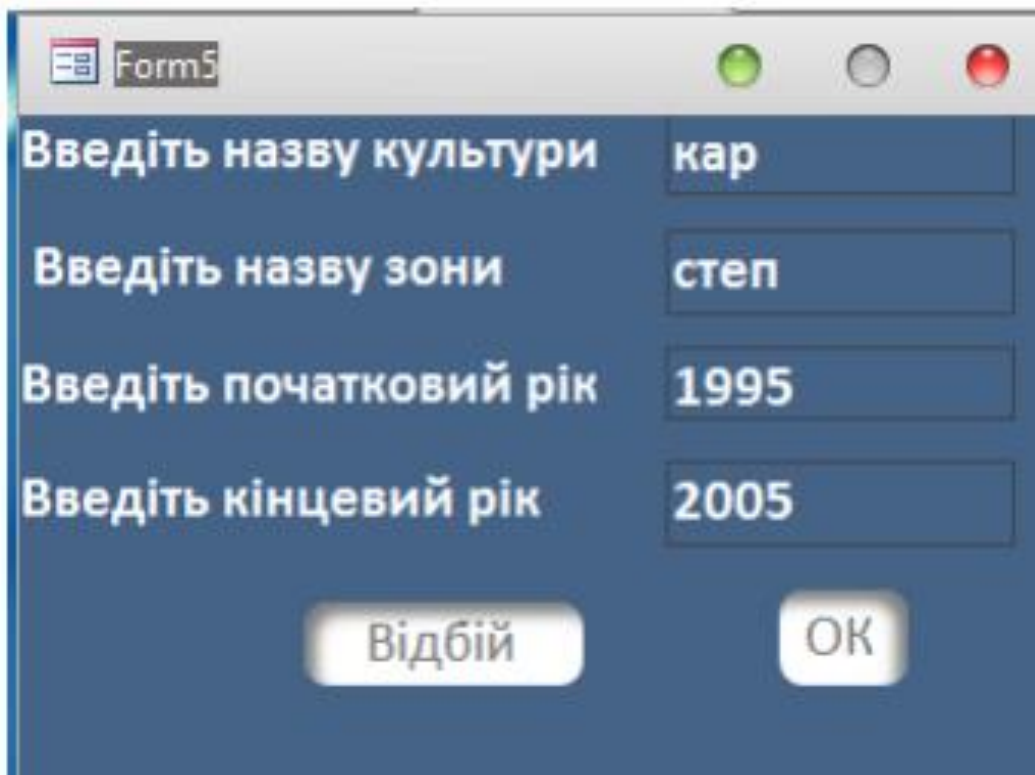 Form5
Введіть назву культури кар
Введіть назву зони степ
Введіть початковий рік 1995
Введіть кінцевий рік 2005
Відбій ОК